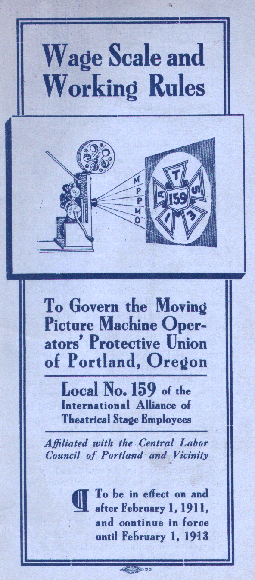 Wage Scale and
Working Rules
M
P
P
M
O
I
A
T
S
E
159
To Govern the Moving
Picture Machine Oper-
ators' Protective Union
of Portland, Oregon
Local No. 159 of the
International Alliance of
Theatrical Stage Employees
Affiliated with the Central Labor
Council of Portland and Vicinity
¶ To be in effect on and
after February 1, 1911,
and continue in force
until February 1, 1913